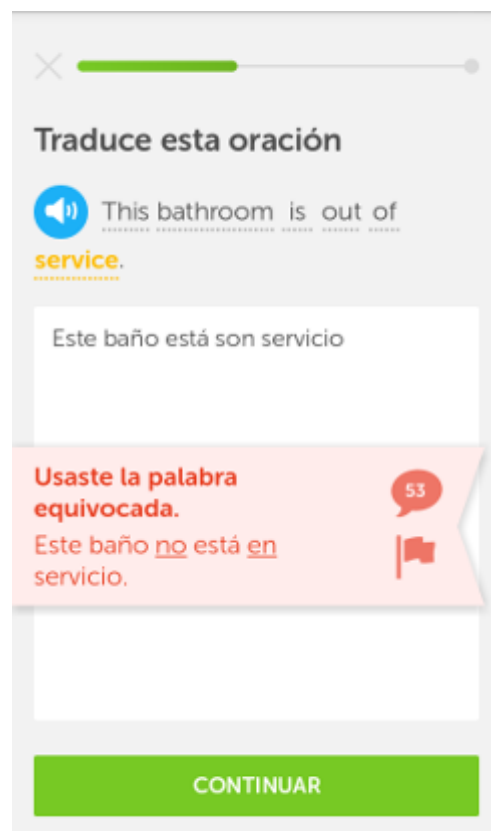 Traduce esta oración
This bathroom is out of
service.
Este baño está son servicio
Usaste la palabra
equivocada.
53
Este baño no está en
servicio.
CONTINUAR